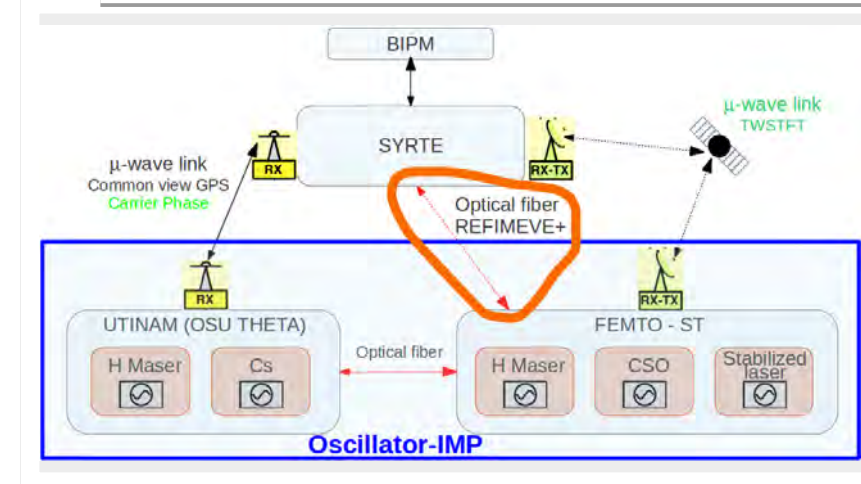 BIPM
SYRTE
RX
RX-TX
μ-wave link
TWSTFT
μ-wave link
Common view GPS
Carrier Phase
Optical fiber
REFIMEVE+
RX
RX-TX
UTINAM (OSU THETA)
FEMTO - ST
H Maser
Cs
Optical fiber
H Maser
CSO
Stabilized
laser
Oscillator-IMP